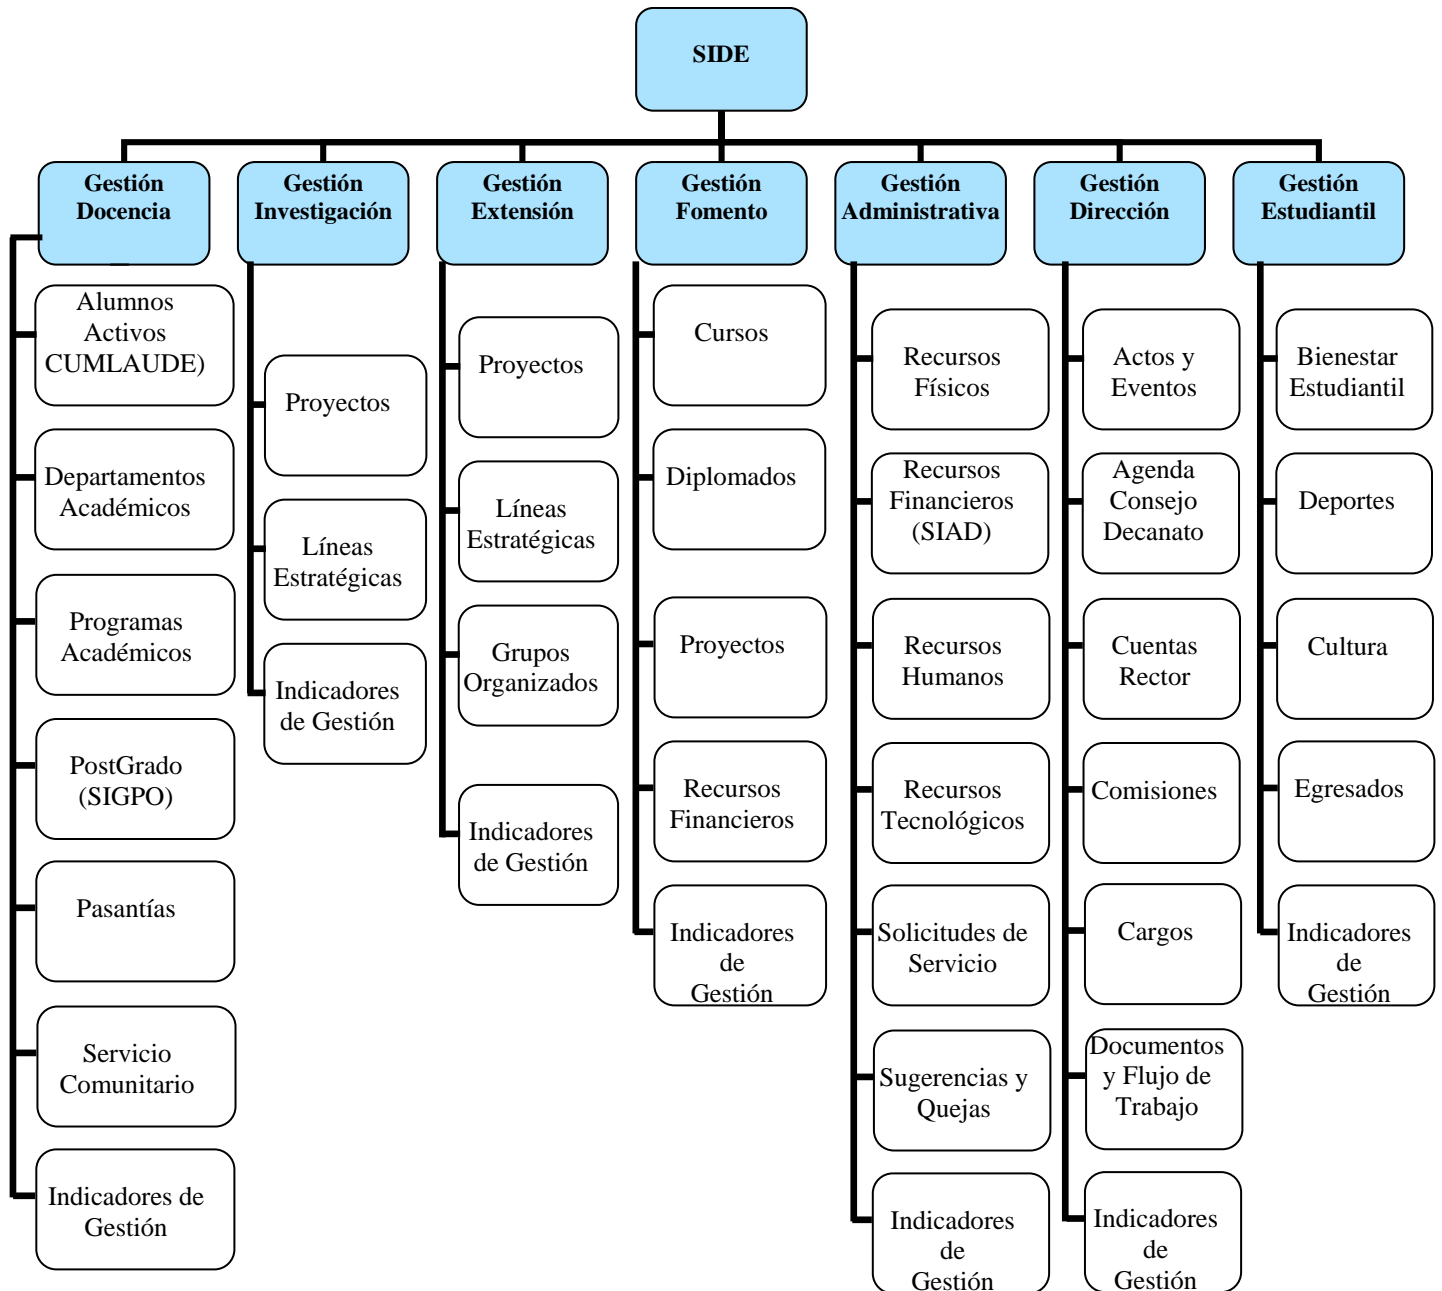 SIDE
Gestión
Docencia
Gestión
Investigación
Gestión
Extensión
Gestión
Fomento
Gestión
Administrativa
Gestión
Dirección
Gestión
Estudiantil
Alumnos
Activos
CUMLAUDE)
Departamentos
Académicos
Programas
Académicos
PostGrado
(SIGPO)
Pasantías
Servicio
Comunitario
Indicadores de
Gestión
Proyectos
Líneas
Estratégicas
Indicadores
de Gestión
Proyectos
Líneas
Estratégicas
Grupos
Organizados
Indicadores
de Gestión
Cursos
Diplomados
Proyectos
Recursos
Financieros
Indicadores
de
Gestión
Recursos
Físicos
Recursos
Financieros
(SIAD)
Recursos
Humanos
Recursos
Tecnológicos
Solicitudes de
Servicio
Sugerencias y
Quejas
Indicadores
de
Gestión
Actos y
Eventos
Agenda
Consejo
Decanato
Cuentas
Rector
Comisiones
Cargos
Documentos
y Flujo de
Trabajo
Indicadores
de
Gestión
Bienestar
Estudiantil
Deportes
Cultura
Egresados
Indicadores
de
Gestión